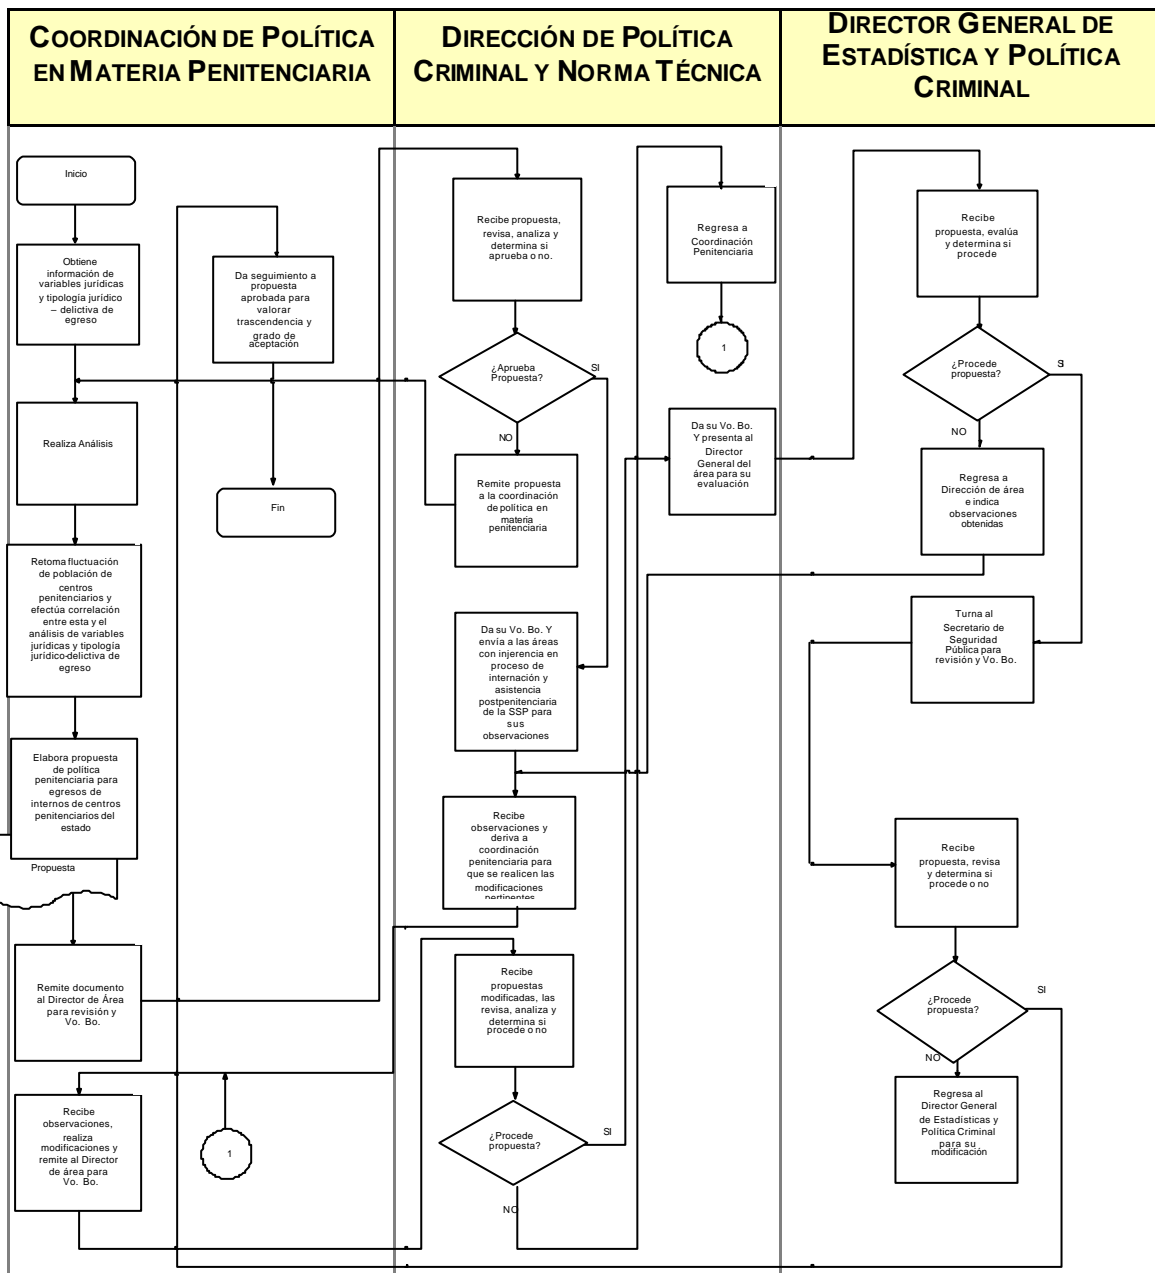 COORDINACIÓN DE POLÍTICA
EN MATERIA PENITENCIARIA
DIRECCIÓN DE POLÍTICA
CRIMINAL Y NORMA TÉCNICA
DIRECTOR GENERAL DE
ESTADÍSTICA Y POLÍTICA
CRIMINAL
Inicio
Obtiene
información de
variables jurídicas
y tipología jurídico
– delictiva de
egreso
Realiza Análisis
Retoma fluctuación
de población de
centros
penitenciarios y
efectúa correlación
entre esta y el
análisis de variables
jurídicas y tipología
jurídico-delictiva de
egreso
Elabora propuesta
de política
penitenciaria para
egresos de
internos de centros
penitenciarios del
estado
Propuesta
Remite documento
al Director de Área
para revisión y
Vo. Bo.
Recibe
observaciones,
realiza
modificaciones y
remite al Director
de área para
Vo. Bo.
Da seguimiento a
propuesta
aprobada para
valorar
trascendencia y
grado de
aceptación
Fin
1
Recibe propuesta,
revisa, analiza y
determina si
aprueba o no.
¿Aprueba
Propuesta?
SI
NO
Remite propuesta
a la coordinación
de política en
materia
penitenciaria
Da su Vo. Bo. Y
envía a las áreas
con injerencia en
proceso de
internación y
asistencia
postpenitenciaria
de la SSP para
sus
observaciones
Recibe
observaciones y
deriva a
coordinación
penitenciaria para
que se realicen las
modificaciones
pertinentes
Recibe
propuestas
modificadas, las
revisa, analiza y
determina si
procede o no
¿Procede
propuesta?
SI
NO
Regresa a
Coordinación
Penitenciaria
1
Da su Vo. Bo.
Y presenta al
Director
General del
área para su
evaluación
Recibe
propuesta, evalúa
y determina si
procede
¿Procede
propuesta?
SI
NO
Regresa a
Dirección de área
e indica
observaciones
obtenidas
Turna al
Secretario de
Seguridad
Pública para
revisión y Vo. Bo.
Recibe
propuesta, revisa
y determina si
procede o no
¿Procede
propuesta?
SI
NO
Regresa al
Director General
de Estadísticas y
Política Criminal
para su
modificación